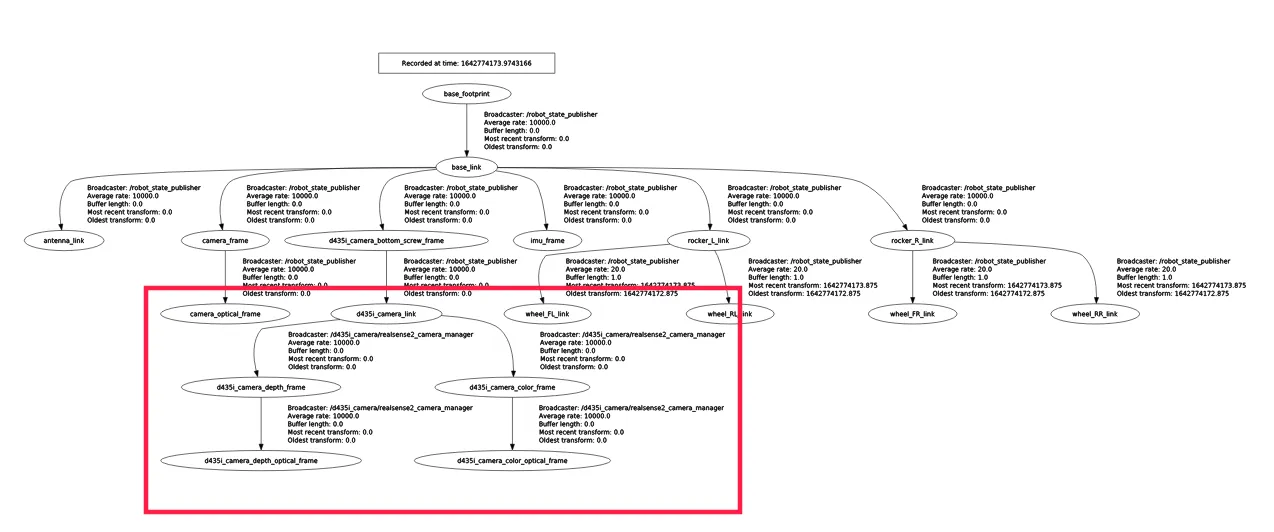 Recorded at time: 1642774173.9743166
base_footprint
Broadcaster: /robot_state_publisher
Average rate: 10000.0
Buffer length: 0.0
Most recent transform: 0.0
Oldest transform: 0.0
base_link
Broadcaster: /robot_state_publisher
Average rate: 10000.0
Buffer length: 0.0
Most recent transform: 0.0
Oldest transform: 0.0
Broadcaster: /robot_state_publisher
Average rate: 10000.0
Buffer length: 0.0
Most recent transform: 0.0
Oldest transform: 0.0
Broadcaster: /robot_state_publisher
Average rate: 10000.0
Buffer length: 0.0
Most recent transform: 0.0
Oldest transform: 0.0
Broadcaster: /robot_state_publisher
Average rate: 10000.0
Buffer length: 0.0
Most recent transform: 0.0
Oldest transform: 0.0
Broadcaster: /robot_state_publisher
Average rate: 10000.0
Buffer length: 0.0
Most recent transform: 0.0
Oldest transform: 0.0
Broadcaster: /robot_state_publisher
Average rate: 10000.0
Buffer length: 0.0
Most recent transform: 0.0
Oldest transform: 0.0
antenna_link
camera_frame
d435i_camera_bottom_screw_frame
imu_frame
rocker_L_link
rocker_R_link
Broadcaster: /robot_state_publisher
Average rate: 10000.0
Buffer length: 0.0
Most recent transform: 0.0
Oldest transform: 0.0
Broadcaster: /robot_state_publisher
Average rate: 10000.0
Buffer length: 0.0
Most recent transform: 0.0
Oldest transform: 0.0
Broadcaster: /robot_state_publisher
Average rate: 20.0
Buffer length: 1.0
Most recent transform: 1642774173.875
Oldest transform: 1642774172.875
Broadcaster: /robot_state_publisher
Average rate: 20.0
Buffer length: 1.0
Most recent transform: 1642774173.875
Oldest transform: 1642774172.875
Broadcaster: /robot_state_publisher
Average rate: 20.0
Buffer length: 1.0
Most recent transform: 1642774173.875
Oldest transform: 1642774172.875
Broadcaster: /robot_state_publisher
Average rate: 20.0
Buffer length: 1.0
Most recent transform: 1642774173.875
Oldest transform: 1642774172.875
camera_optical_frame
d435i_camera_link
wheel_FL_link
wheel_RL_link
wheel_FR_link
wheel_RR_link
Broadcaster: /d435i_camera/realsense2_camera_manager
Average rate: 10000.0
Buffer length: 0.0
Most recent transform: 0.0
Oldest transform: 0.0
Broadcaster: /d435i_camera/realsense2_camera_manager
Average rate: 10000.0
Buffer length: 0.0
Most recent transform: 0.0
Oldest transform: 0.0
d435i_camera_depth_frame
d435i_camera_color_frame
Broadcaster: /d435i_camera/realsense2_camera_manager
Average rate: 10000.0
Buffer length: 0.0
Most recent transform: 0.0
Oldest transform: 0.0
Broadcaster: /d435i_camera/realsense2_camera_manager
Average rate: 10000.0
Buffer length: 0.0
Most recent transform: 0.0
Oldest transform: 0.0
d435i_camera_depth_optical_frame
d435i_camera_color_optical_frame